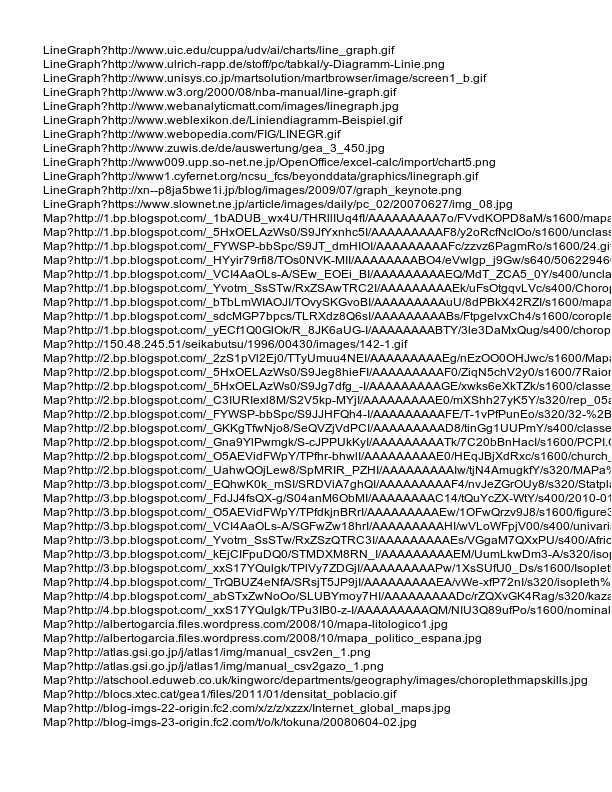 LineGraph?http://www.uic.edu/cuppa/udv/ai/charts/line_graph.gif
LineGraph?http://www.ulrich-rapp.de/stoff/pc/tabkal/y-Diagramm-Linie.png
LineGraph?http://www.unisys.co.jp/martsolution/martbrowser/image/screen1_b.gif
LineGraph?http://www.w3.org/2000/08/nba-manual/line-graph.gif
LineGraph?http://www.webanalyticmatt.com/images/linegraph.jpg
LineGraph?http://www.weblexikon.de/Liniendiagramm-Beispiel.gif
LineGraph?http://www.webopedia.com/FIG/LINEGR.gif
LineGraph?http://www.zuwis.de/de/auswertung/gea_3_450.jpg
LineGraph?http://www009.upp.so-net.ne.jp/OpenOffice/excel-calc/import/chart5.png
LineGraph?http://www1.cyfernet.org/ncsu_fcs/beyonddata/graphics/linegraph.gif
LineGraph?http://xn--p8ja5bwe1i.jp/blog/images/2009/07/graph_keynote.png
LineGraph?https://www.slownet.ne.jp/article/images/daily/pc_02/20070627/img_08.jpg
Map?http://1.bp.blogspot.com/_1bADUB_wx4U/THRIIIUq4fI/AAAAAAAAA7o/FVvdKOPD8aM/s1600/mapa
Map?http://1.bp.blogspot.com/_5HxOELAzWs0/S9JfYxnhc5I/AAAAAAAAAF8/y2oRcfNcIOo/s1600/unclass
Map?http://1.bp.blogspot.com/_FYWSP-bbSpc/S9JT_dmHIOI/AAAAAAAAAFc/zzvz6PagmRo/s1600/24.gi
Map?http://1.bp.blogspot.com/_HYyir79rfi8/TOs0NVK-MlI/AAAAAAAABO4/eVwlgp_j9Gw/s640/506229460
Map?http://1.bp.blogspot.com/_VCI4AaOLs-A/SEw_EOEi_BI/AAAAAAAAAEQ/MdT_ZCA5_0Y/s400/uncla
Map?http://1.bp.blogspot.com/_Yvotm_SsSTw/RxZSAwTRC2I/AAAAAAAAAEk/uFsOtgqvLVc/s400/Chorop
Map?http://1.bp.blogspot.com/_bTbLmWlAOJI/TOvySKGvoBI/AAAAAAAAAuU/8dPBkX42RZI/s1600/mapa
Map?http://1.bp.blogspot.com/_sdcMGP7bpcs/TLRXdz8Q6sI/AAAAAAAAABs/FtpgeIvxCh4/s1600/corople
Map?http://1.bp.blogspot.com/_yECf1Q0GlOk/R_8JK6aUG-I/AAAAAAAABTY/3Ie3DaMxQug/s400/chorop
Map?http://150.48.245.51/seikabutsu/1996/00430/images/142-1.gif
Map?http://2.bp.blogspot.com/_2zS1pVI2Ej0/TTyUmuu4NEI/AAAAAAAAAEg/nEzOO0OHJwc/s1600/Mapa
Map?http://2.bp.blogspot.com/_5HxOELAzWs0/S9Jeg8hieFI/AAAAAAAAAF0/ZiqN5chV2y0/s1600/7Raion
Map?http://2.bp.blogspot.com/_5HxOELAzWs0/S9Jg7dfg_-I/AAAAAAAAAGE/xwks6eXkTZk/s1600/classe
Map?http://2.bp.blogspot.com/_C3IURIexI8M/S2V5kp-MYjI/AAAAAAAAAE0/mXShh27yK5Y/s320/rep_05a
Map?http://2.bp.blogspot.com/_FYWSP-bbSpc/S9JJHFQh4-I/AAAAAAAAAFE/T-1vPfPunEo/s320/32-%2B
Map?http://2.bp.blogspot.com/_GKKgTfwNjo8/SeQVZjVdPCI/AAAAAAAAAD8/tinGg1UUPmY/s400/classe
Map?http://2.bp.blogspot.com/_Gna9YIPwmgk/S-cJPPUkKyI/AAAAAAAAATk/7C20bBnHacI/s1600/PCPI.G
Map?http://2.bp.blogspot.com/_O5AEVidFWpY/TPfhr-bhwlI/AAAAAAAAAE0/HEqJBjXdRxc/s1600/church_
Map?http://2.bp.blogspot.com/_UahwQOjLew8/SpMRIR_PZHI/AAAAAAAAAIw/tjN4AmugkfY/s320/MAPa%
Map?http://3.bp.blogspot.com/_EQhwK0k_mSI/SRDViA7ghQI/AAAAAAAAAF4/nvJeZGrOUy8/s320/Statpla
Map?http://3.bp.blogspot.com/_FdJJ4fsQX-g/S04anM6ObMI/AAAAAAAAC14/tQuYcZX-WtY/s400/2010-01
Map?http://3.bp.blogspot.com/_O5AEVidFWpY/TPfdkjnBRrI/AAAAAAAAAEw/1OFwQrzv9J8/s1600/figure3
Map?http://3.bp.blogspot.com/_VCI4AaOLs-A/SGFwZw18hrI/AAAAAAAAAHI/wVLoWFpjV00/s400/univari
Map?http://3.bp.blogspot.com/_Yvotm_SsSTw/RxZSzQTRC3I/AAAAAAAAAEs/VGgaM7QXxPU/s400/Afric
Map?http://3.bp.blogspot.com/_kEjCIFpuDQ0/STMDXM8RN_I/AAAAAAAAAEM/UumLkwDm3-A/s320/isop
Map?http://3.bp.blogspot.com/_xxS17YQulgk/TPIVy7ZDGjI/AAAAAAAAAPw/1XsSUfU0_Ds/s1600/Isopleth
Map?http://4.bp.blogspot.com/_TrQBUZ4eNfA/SRsjT5JP9jI/AAAAAAAAAEA/vWe-xfP72nI/s320/isopleth%
Map?http://4.bp.blogspot.com/_abSTxZwNoOo/SLUBYmoy7HI/AAAAAAAAADc/rZQXvGK4Rag/s320/kaza
Map?http://4.bp.blogspot.com/_xxS17YQulgk/TPu3IB0-z-I/AAAAAAAAAQM/NIU3Q89ufPo/s1600/nominal
Map?http://albertogarcia.files.wordpress.com/2008/10/mapa-litologico1.jpg
Map?http://albertogarcia.files.wordpress.com/2008/10/mapa_politico_espana.jpg
Map?http://atlas.gsi.go.jp/j/atlas1/img/manual_csv2en_1.png
Map?http://atlas.gsi.go.jp/j/atlas1/img/manual_csv2gazo_1.png
Map?http://atschool.eduweb.co.uk/kingworc/departments/geography/images/choroplethmapskills.jpg
Map?http://blocs.xtec.cat/gea1/files/2011/01/densitat_poblacio.gif
Map?http://blog-imgs-22-origin.fc2.com/x/z/z/xzzx/Internet_global_maps.jpg
Map?http://blog-imgs-23-origin.fc2.com/t/o/k/tokuna/20080604-02.jpg